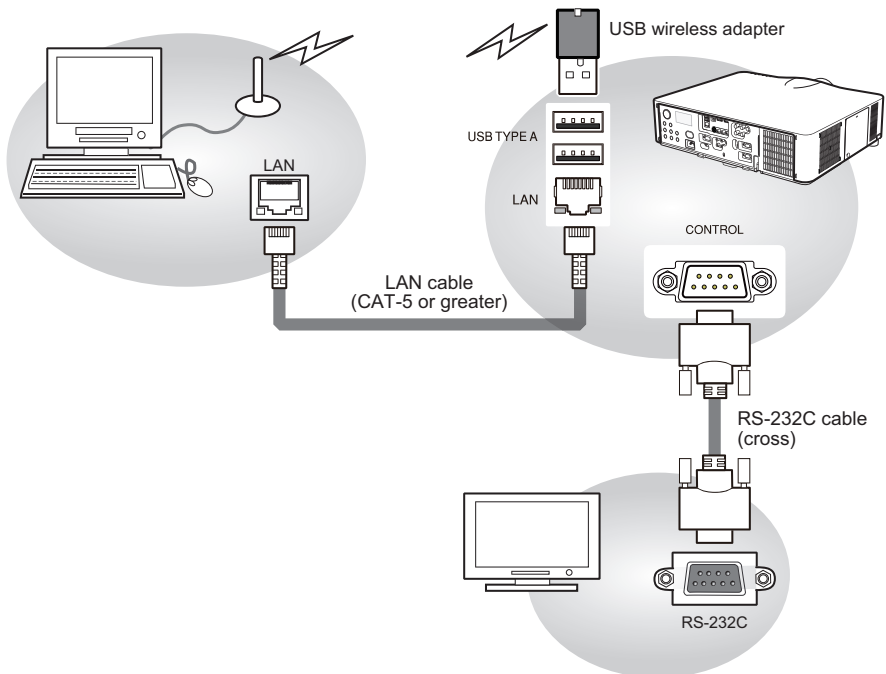 USB wireless adapter
USB TYPE A
LAN
LAN
CONTROL
LAN cable
(CAT-5 or greater)
RS-232C cable
(cross)
RS-232C